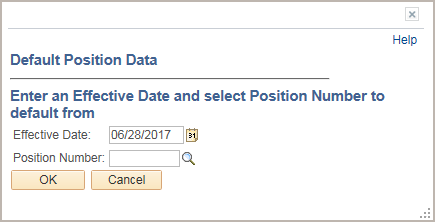 Help
Default Position Data
Enter an Effective Date and select Position Number to
default from
Effective Date: 06/28/2017 31
Position Number:
OK Cancel